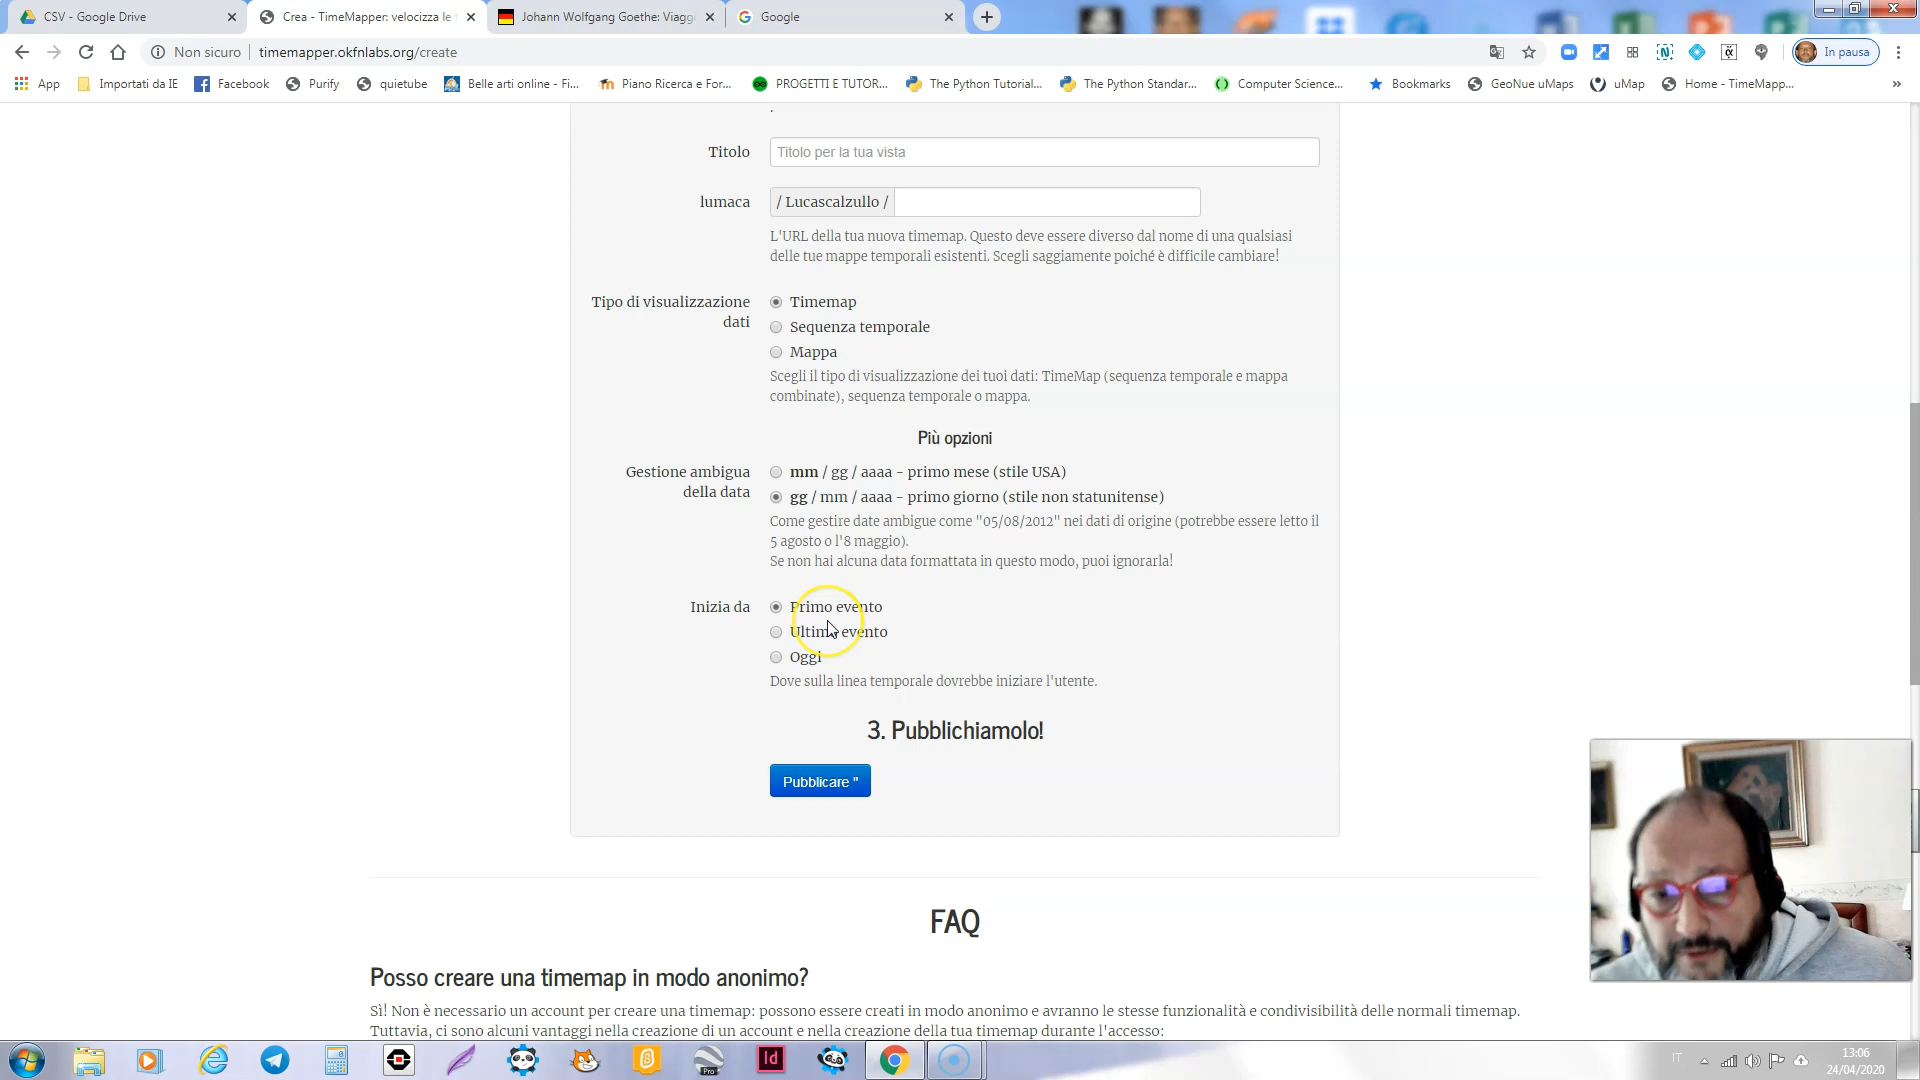 CSV - Google Drive
Crea - TimeMapper: velocizza le
Johann Wolfgang Goethe: Viagg
Google
Non sicuro
timemapper.okfnlabs.org/create
In pausa
App
Importati da IE
Facebook
Purify
quietube
Belle arti online - Fi...
Piano Ricerca e For...
PROGETTI E TUTOR...
The Python Tutorial...
The Python Standar...
Computer Science...
Bookmarks
GeoNue uMaps
uMap
Home - TimeMapp...
»
Titolo
Titolo per la tua vista
lumaca
/ Lucascalzullo /
L'URL della tua nuova timemap. Questo deve essere diverso dal nome di una qualsiasi
delle tue mappe temporali esistenti. Scegli saggiamente poiché è difficile cambiare!
Tipo di visualizzazione
dati
Timemap
Sequenza temporale
Mappa
Scegli il tipo di visualizzazione dei tuoi dati: TimeMap (sequenza temporale e mappa
combinate), sequenza temporale o mappa.
Più opzioni
Gestione ambigua
della data
mm / gg / aaaa - primo mese (stile USA)
gg / mm / aaaa - primo giorno (stile non statunitense)
Come gestire date ambigue come "05/08/2012" nei dati di origine (potrebbe essere letto il
5 agosto o l'8 maggio).
Se non hai alcuna data formattata in questo modo, puoi ignorarla!
Inizia da
Primo evento
Ultimo evento
Oggi
Dove sulla linea temporale dovrebbe iniziare l'utente.
3. Pubblichiamolo!
Pubblicare "
FAQ
Posso creare una timemap in modo anonimo?
Sì! Non è necessario un account per creare una timemap: possono essere creati in modo anonimo e avranno le stesse funzionalità e condivisibilità delle normali timemap.
Tuttavia, ci sono alcuni vantaggi nella creazione di un account e nella creazione della tua timemap durante l'accesso:
Pro
Id
IT
13:06
24/04/2020